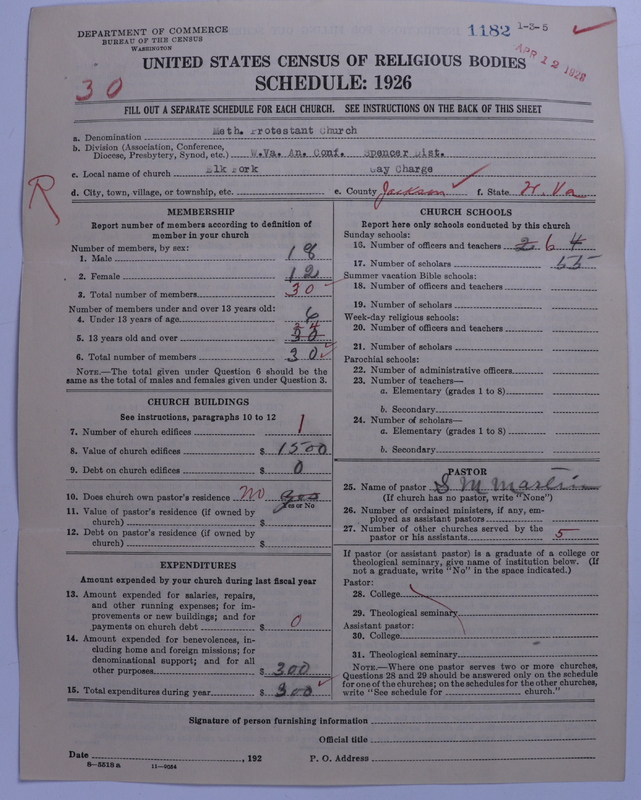 DEPARTMENT OF COMMERCE
BUREAU OF THE CENSUS
WASHINGTON
1182 1-3-5
APR 12 1928
UNITED STATES CENSUS OF RELIGIOUS BODIES
SCHEDULE: 1926
30
FILL OUT A SEPARATE SCHEDULE FOR EACH CHURCH. SEE INSTRUCTIONS ON THE BACK OF THIS SHEET
a. Denomination Meth. Protestant Church
b. Division (Association, Conference,
Diocese, Presbytery, Synod, etc.) W.Va. An. Conf. Spencer Dist.
c. Local name of church Elk Fork Gay Charge
d. City, town, village, or township, etc. e. County Jackson f. State W. Va
R
MEMBERSHIP
Report number of members according to definition of
member in your church
Number of members, by sex:
1. Male 18
2. Female 12
3. Total number of members 30
Number of members under and over 13 years old:
4. Under 13 years of age 6
5. 13 years old and over 30 24
6. Total number of members 30
NOTE.—The total given under Question 6 should be
same as the total of males and females given under Question 3.
CHURCH BUILDINGS
See instructions, paragraphs 10 to 12
7. Number of church edifices 1
8. Value of church edifices $ 1500
9. Debt on church edifices $ 0
10. Does church own pastor's residence no yes
Yes or No
11. Value of pastor's residence (if owned by
church) $
12. Debt on pastor's residence (if owned by
church) $
EXPENDITURES
Amount expended by your church during last fiscal year
13. Amount expended for salaries, repairs,
and other running expenses; for im-
provements or new buildings; and for
payments on church debt $ 0
14. Amount expended for benevolences, in-
cluding home and foreign missions; for
denominational support; and for all
other purposes $ 300
15. Total expenditures during year $ 300
CHURCH SCHOOLS
Report here only schools conducted by this church
Sunday schools:
16. Number of officers and teachers 2 6 4
17. Number of scholars 55
Summer vacation Bible schools:
18. Number of officers and teachers
19. Number of scholars
Week-day religious schools:
20. Number of officers and teachers
21. Number of scholars
Parochial schools:
22. Number of administrative officers
23. Number of teachers—
a. Elementary (grades 1 to 8)
b. Secondary
24. Number of scholars—
a. Elementary (grades 1 to 8)
b. Secondary
PASTOR
25. Name of pastor S M Martin
(If church has no pastor, write "None")
26. Number of ordained ministers, if any, em-
ployed as assistant pastors
27. Number of other churches served by the
pastor or his assistants 5
If pastor (or assistant pastor) is a graduate of a college or
theological seminary, give name of institution below. (If
not a graduate, write "No" in the space indicated.)
Pastor:
28. College
29. Theological seminary
Assistant pastor:
30. College
31. Theological seminary
NOTE.—Where one pastor serves two or more churches,
Questions 28 and 29 should be answered only on the schedule
for one of the churches; on the schedules for the other churches,
write "See schedule for church."
Signature of person furnishing information
Official title
Date , 192 P. O. Address
8—5518a 11—9054